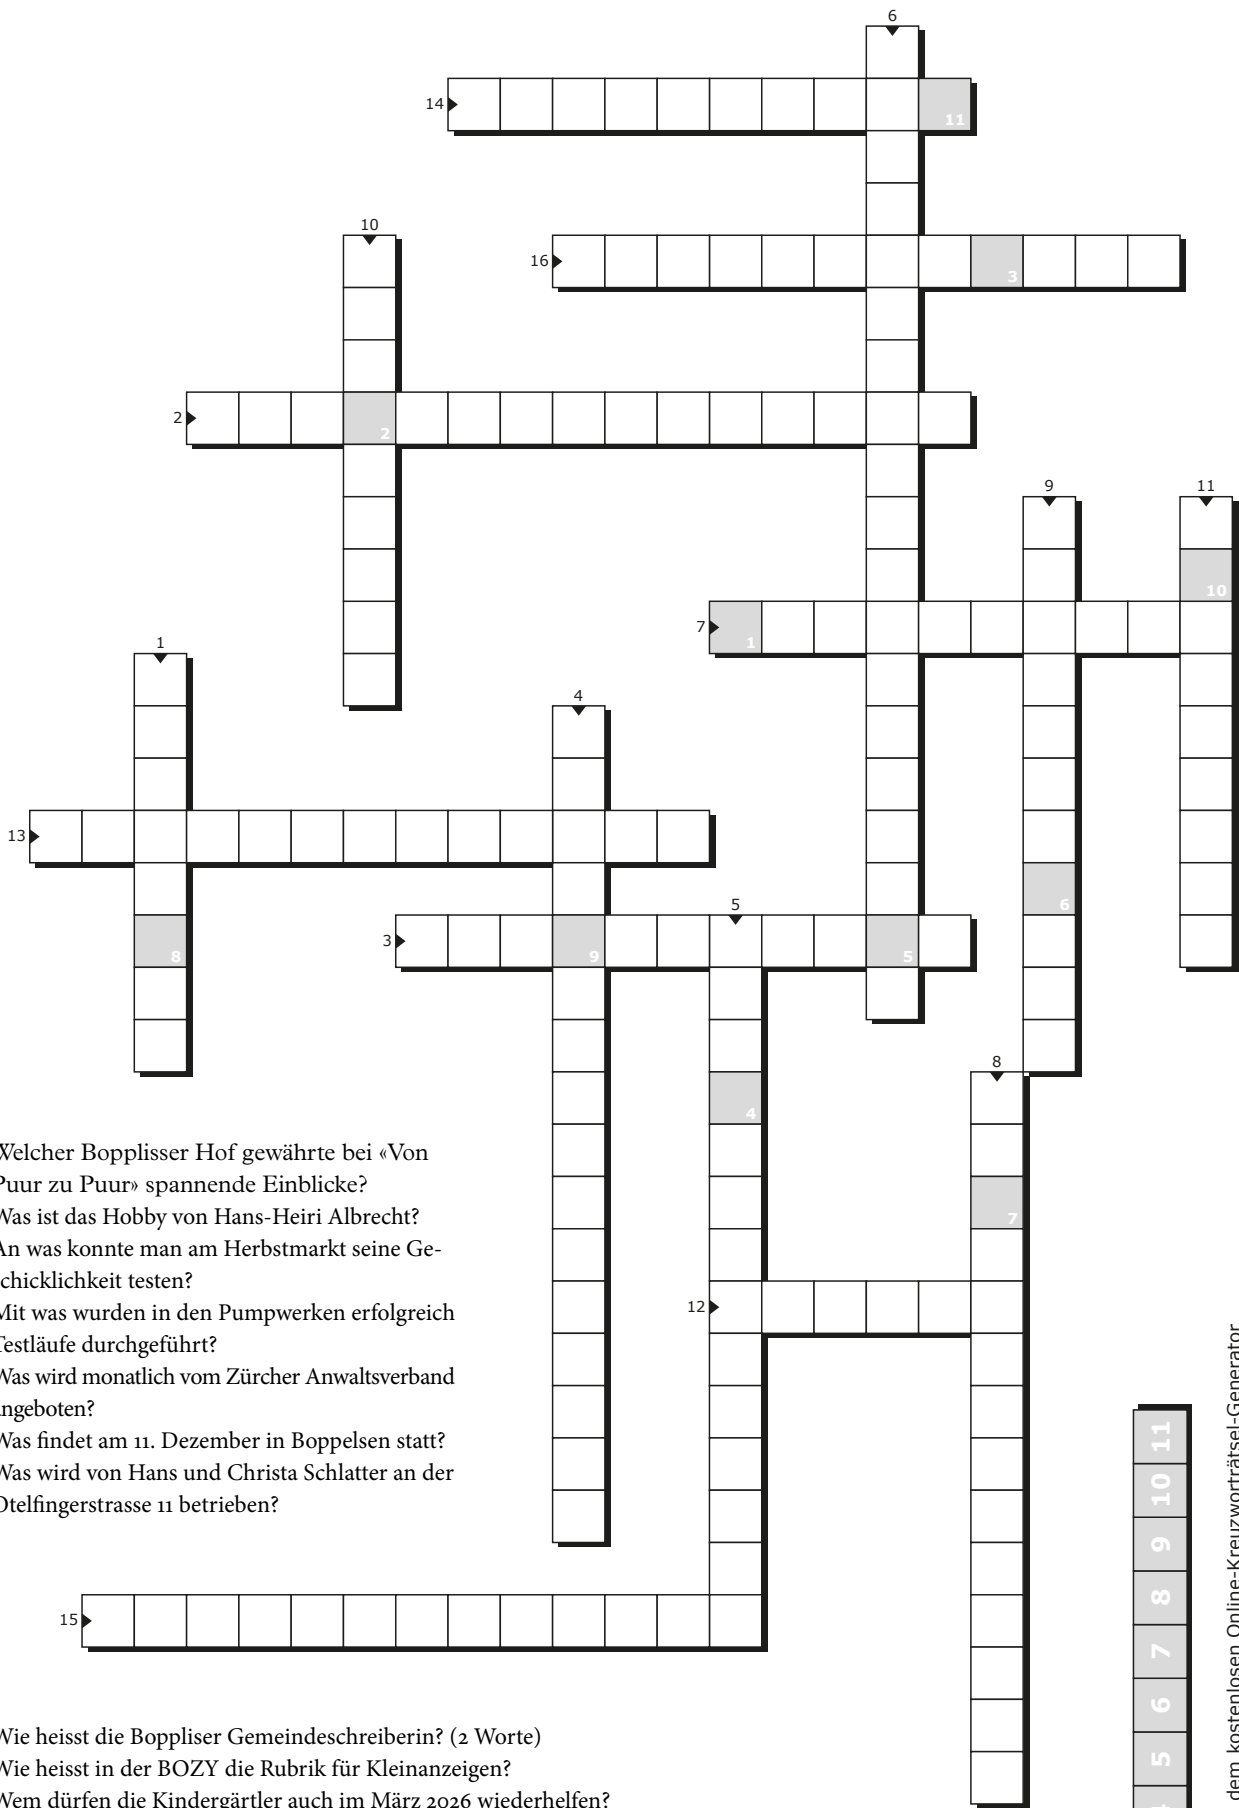 6
14
11
10
16
3
2
2
9
11
10
7
1
1
4
13
6
5
8
3
9
5
8
4
7
12
Welcher Bopplisser Hof gewährte bei «Von
Puur zu Puur» spannende Einblicke?
Was ist das Hobby von Hans-Heiri Albrecht?
An was konnte man am Herbstmarkt seine Ge-
chicklichkeit testen?
Mit was wurden in den Pumpwerken erfolgreich
Testläufe durchgeführt?
Was wird monatlich vom Zürcher Anwaltsverband
ngeboten?
Was findet am 11. Dezember in Boppelsen statt?
Was wird von Hans und Christa Schlatter an der
Otelfingerstrasse 11 betrieben?
15
Wie heisst die Boppliser Gemeindeschreiberin? (2 Worte)
Wie heisst in der BOZY die Rubrik für Kleinanzeigen?
Wem dürfen die Kindergärtler auch im März 2026 wiederhelfen?
5 6 7 8 9 10 11
dem kostenlosen Online-Kreuzworträtsel-Generator